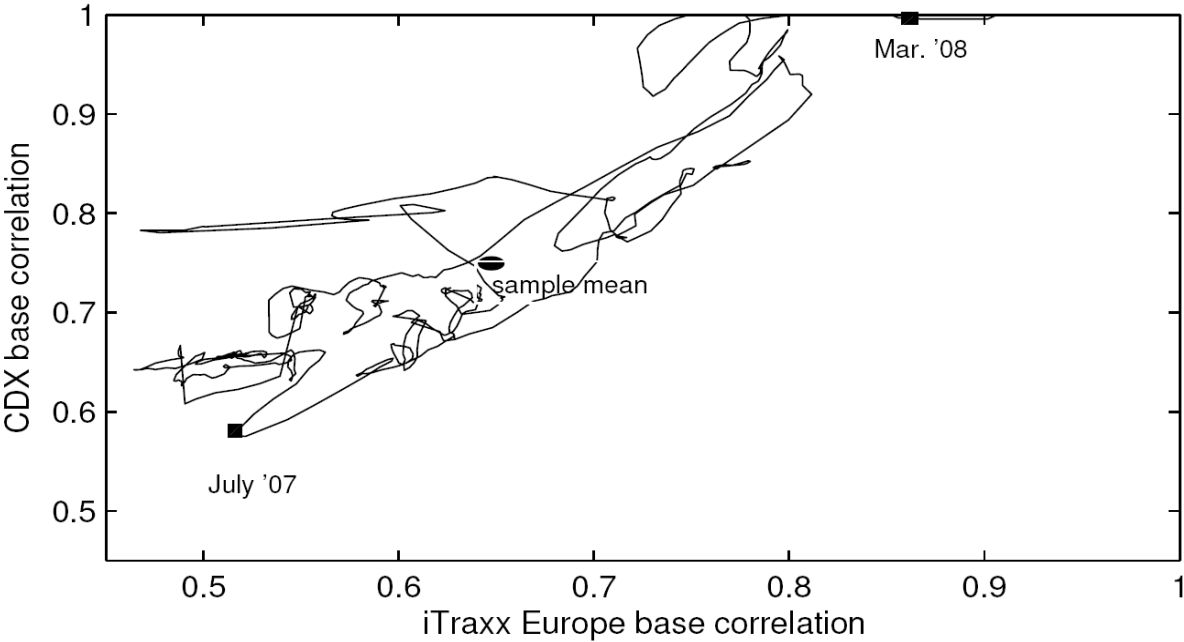 1
Mar. ’08
0.9
0.8
sample mean
0.7
0.6
July ’07
0.5
CDX base correlation
0.5 0.6 0.7 0.8 0.9 1
iTraxx Europe base correlation